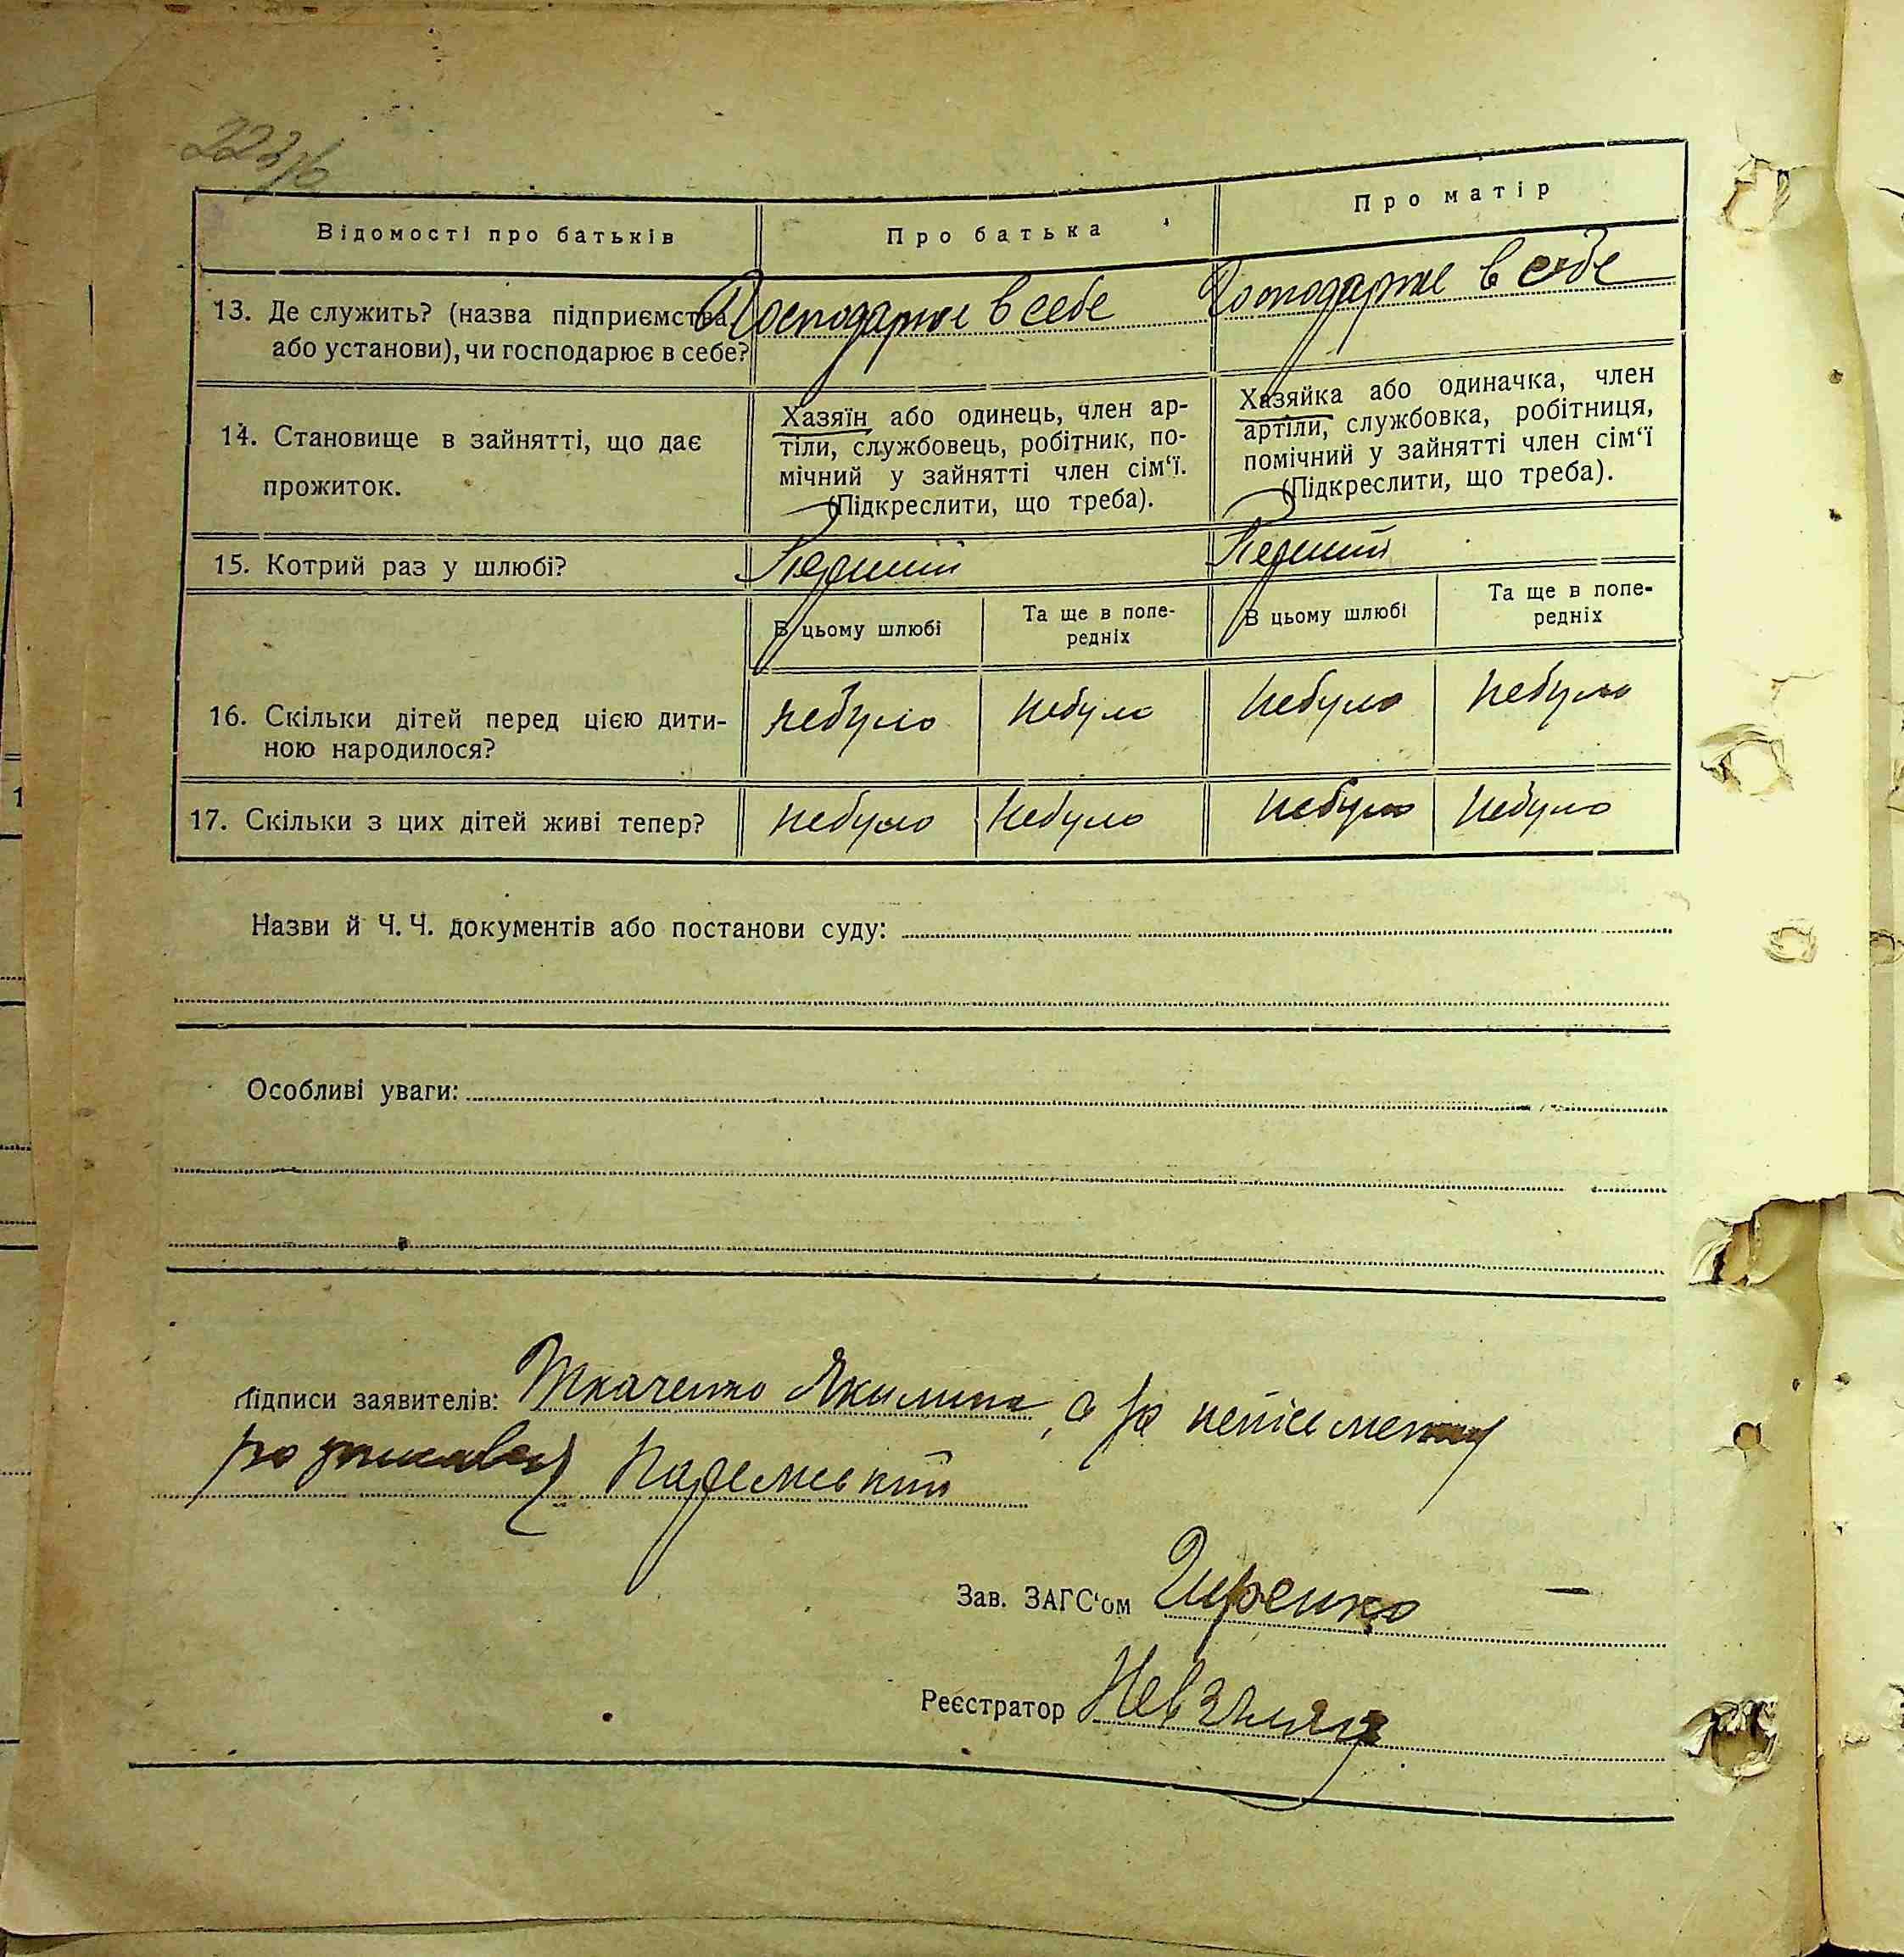 Відомості про батьків Про батька Про матір
13. Де служить? (назва підприємства Господарює в себе Господарює в себе
або установи), чи господарює в себе?
14. Становище в зайнятті, що дає
прожиток.
Хазяїн або одинець, член ар-
тіли, службовець, робітник, по-
мічний у зайнятті член сім‘ї.
(Підкреслити, що треба).
Хазяйка або одиначка, член
артіли, службовка, робітниця,
помічний у зайнятті член сім‘ї
(Підкреслити, що треба).
15. Котрий раз у шлюбі? Перший Перший
В цьому шлюбі
Та ще в попе-
редніх
В цьому шлюбі
Та ще в попе-
редніх
16. Скільки дітей перед цією дити- небуло небуло небуло небуло
ною народилося?
17. Скільки з цих дітей живі тепер? небуло небуло небуло небуло
Назви й Ч. Ч. документів або постанови суду:
Особливі уваги:
Підписи заявителів: Ткаченко Якилина, а за
Зав. ЗАГС‘ом
Реєстратор